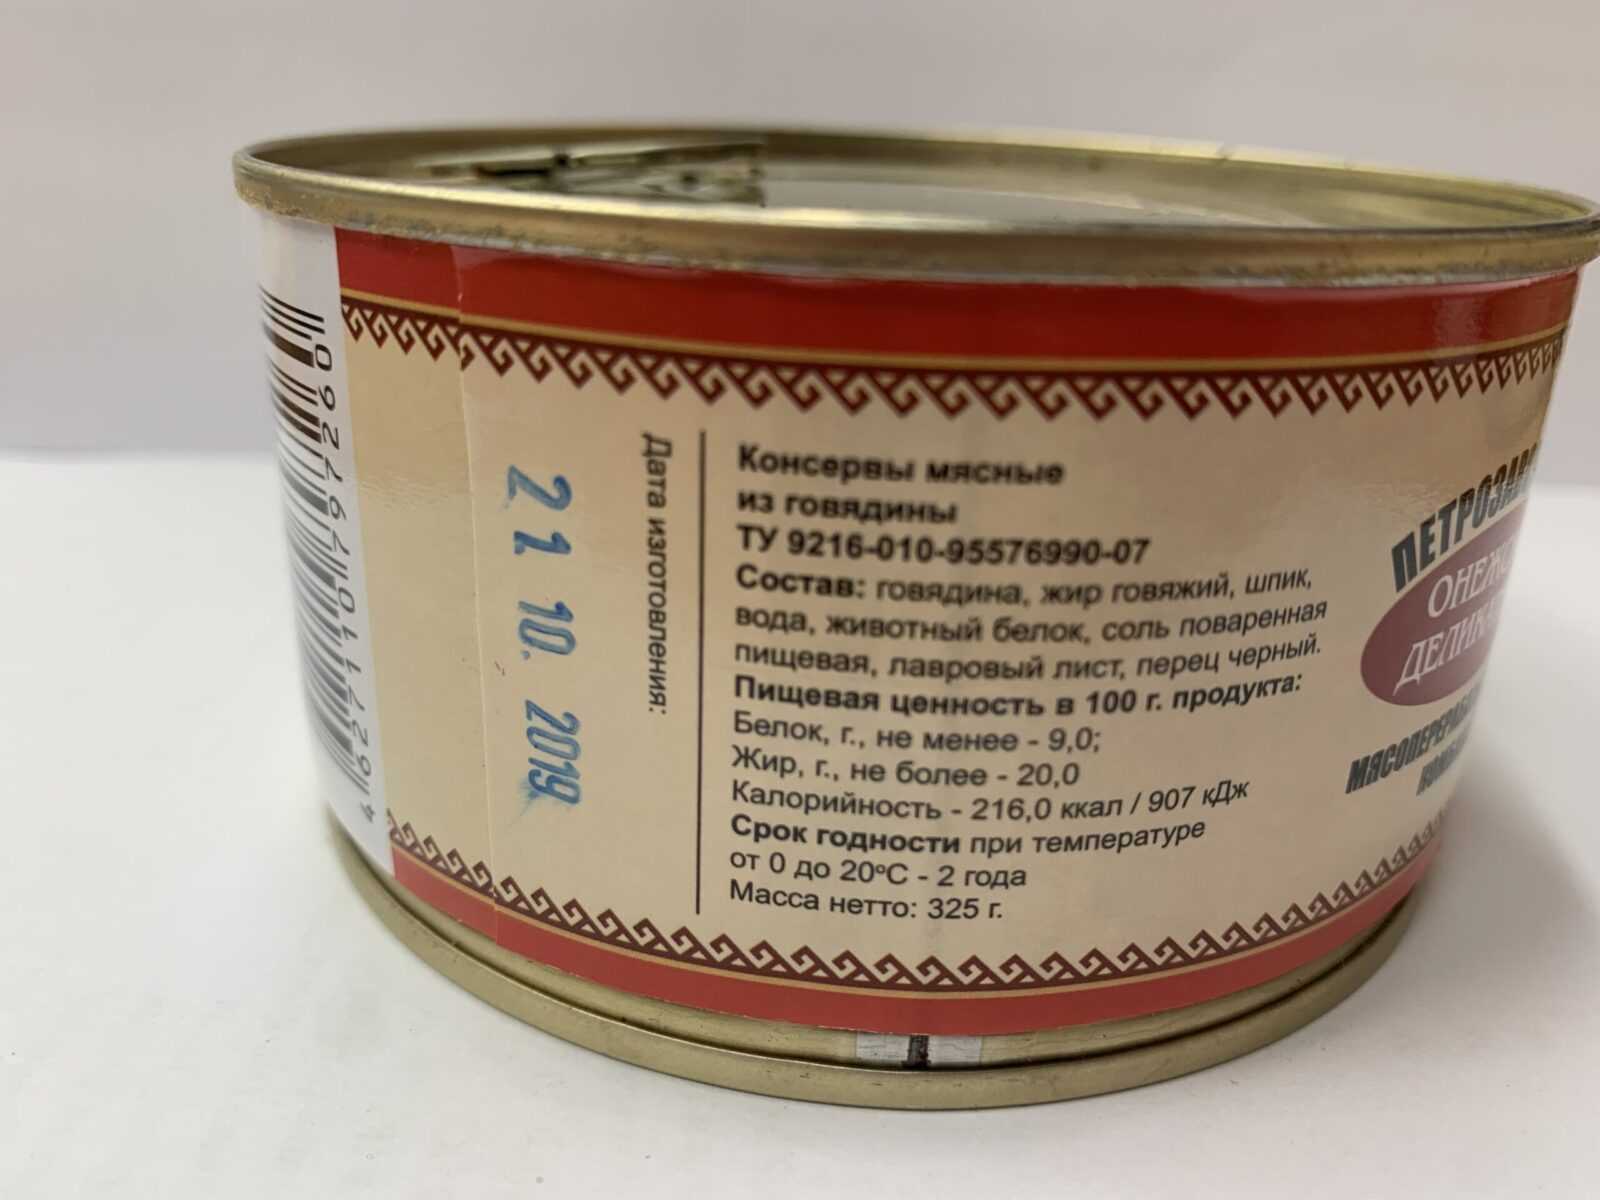 4627110797260
21. 10. 2019
Дата изготовления:
Консервы мясные
из говядины
ТУ 9216-010-95576990-07
Состав: говядина, жир говяжий, шпик,
вода, животный белок, соль поваренная
пищевая, лавровый лист, перец черный.
Пищевая ценность в 100 г. продукта:
Белок, г., не менее - 9,0;
Жир, г., не более - 20,0
Калорийность - 216,0 ккал / 907 кДж
Срок годности при температуре
от 0 до 20ºС - 2 года
Масса нетто: 325 г.